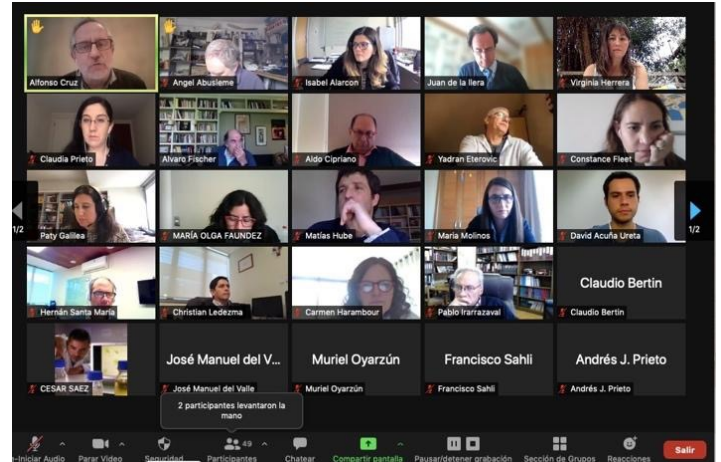 Alfonso Cruz
Angel Abusleme
Isabel Alarcon
Juan de la llera
Virginia Herrera
Claudia Prieto
Alvaro Fischer
Aldo Cipriano
Yadran Eterovic
Constance Fleet
Paty Galilea
MARÍA OLGA FAUNDEZ
Matías Hube
Maria Molinos
David Acuña Ureta
1/2
1/2
Hernán Santa María
Christian Ledezma
Carmen Harambour
Pablo Irarrazaval
Claudio Bertin
Claudio Bertin
CESAR SAEZ
José Manuel del V...
José Manuel del Valle
Muriel Oyarzún
Muriel Oyarzún
Francisco Sahli
Francisco Sahli
Andrés J. Prieto
Andrés J. Prieto
2 participantes levantaron la
mano
e-Iniciar Audio
Parar Video
Seguridad
Participantes
49
Chatear
Compartir pantalla
Pausar/detener grabación
Sección de Grupos
Reacciones
Salir